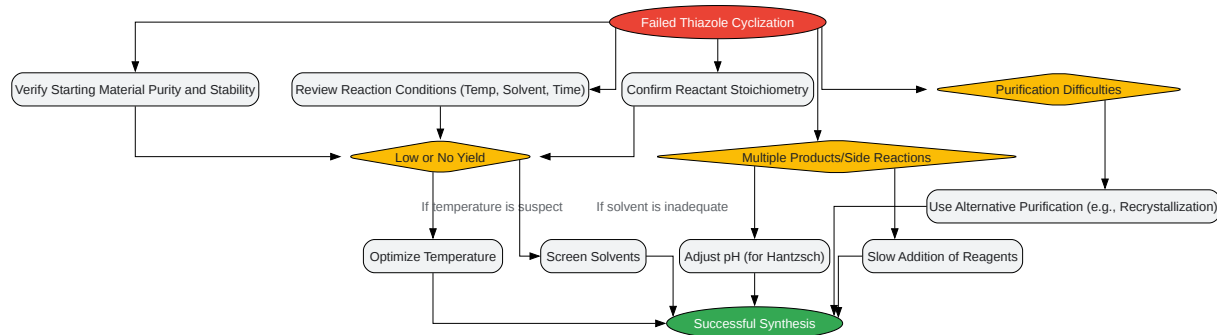 Failed Thiazole Cyclization
Verify Starting Material Purity and Stability
Review Reaction Conditions (Temp, Solvent, Time)
Confirm Reactant Stoichiometry
Purification Difficulties
Low or No Yield
Multiple Products/Side Reactions
If temperature is suspect
If solvent is inadequate
Use Alternative Purification (e.g., Recrystallization)
Optimize Temperature
Screen Solvents
Adjust pH (for Hantzsch)
Slow Addition of Reagents
Successful Synthesis